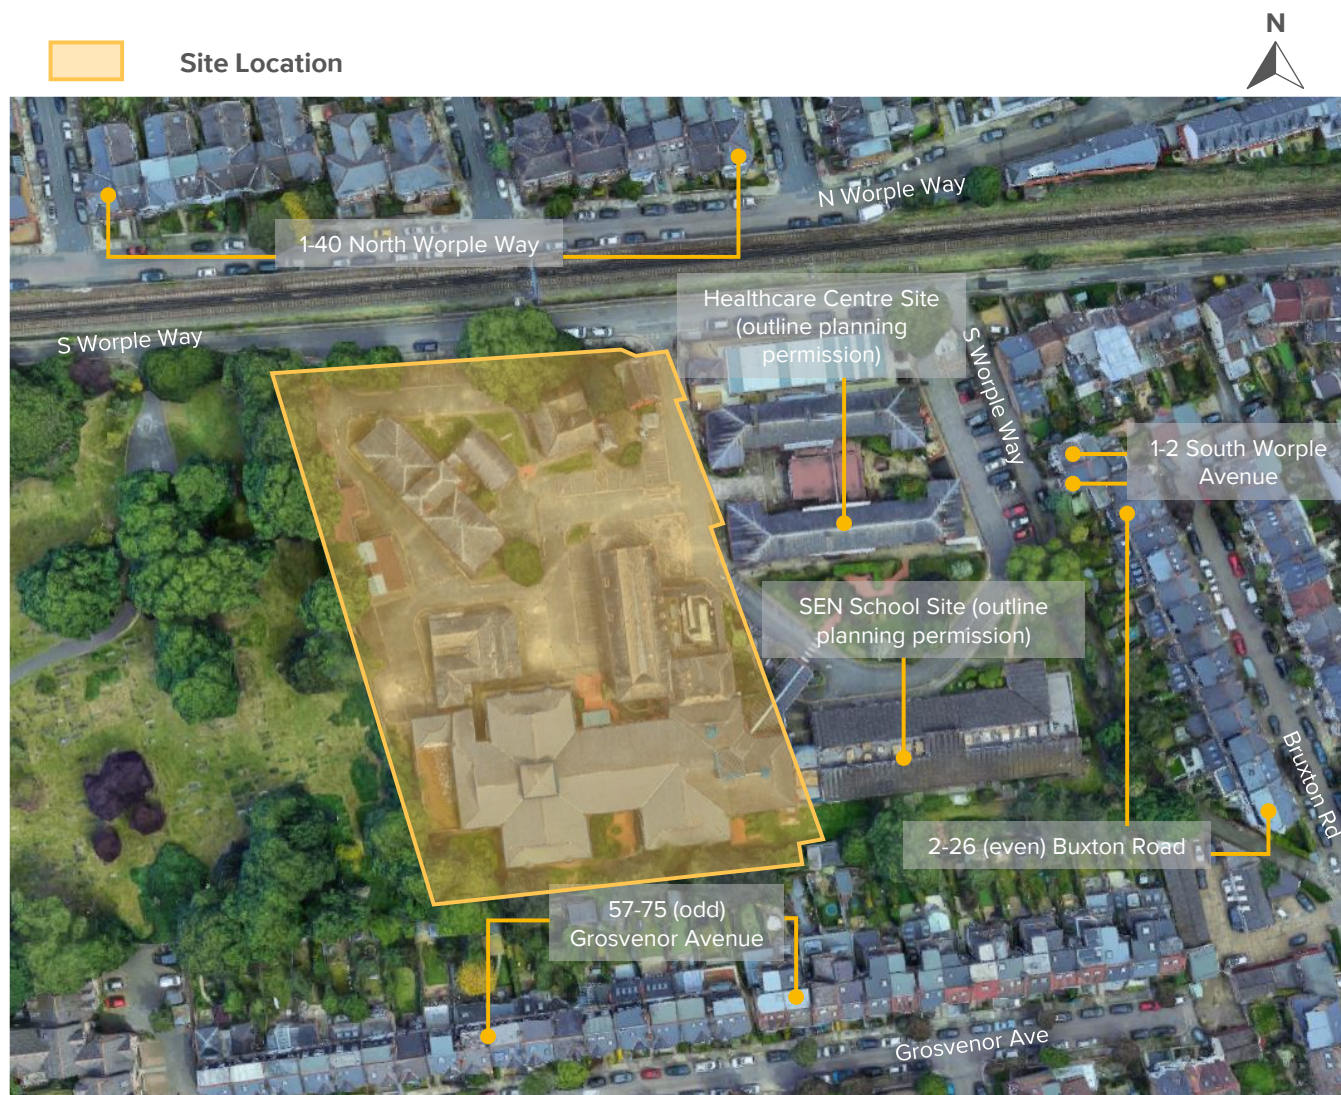 N
Site Location
N Worple Way
1-40 North Worple Way
Healthcare Centre Site
(outline planning
permission)
S Worple Way
S Worple Way
1-2 South Worple
Avenue
SEN School Site (outline
planning permission)
Bruxton Rd
2-26 (even) Buxton Road
57-75 (odd)
Grosvenor Avenue
Grosvenor Ave